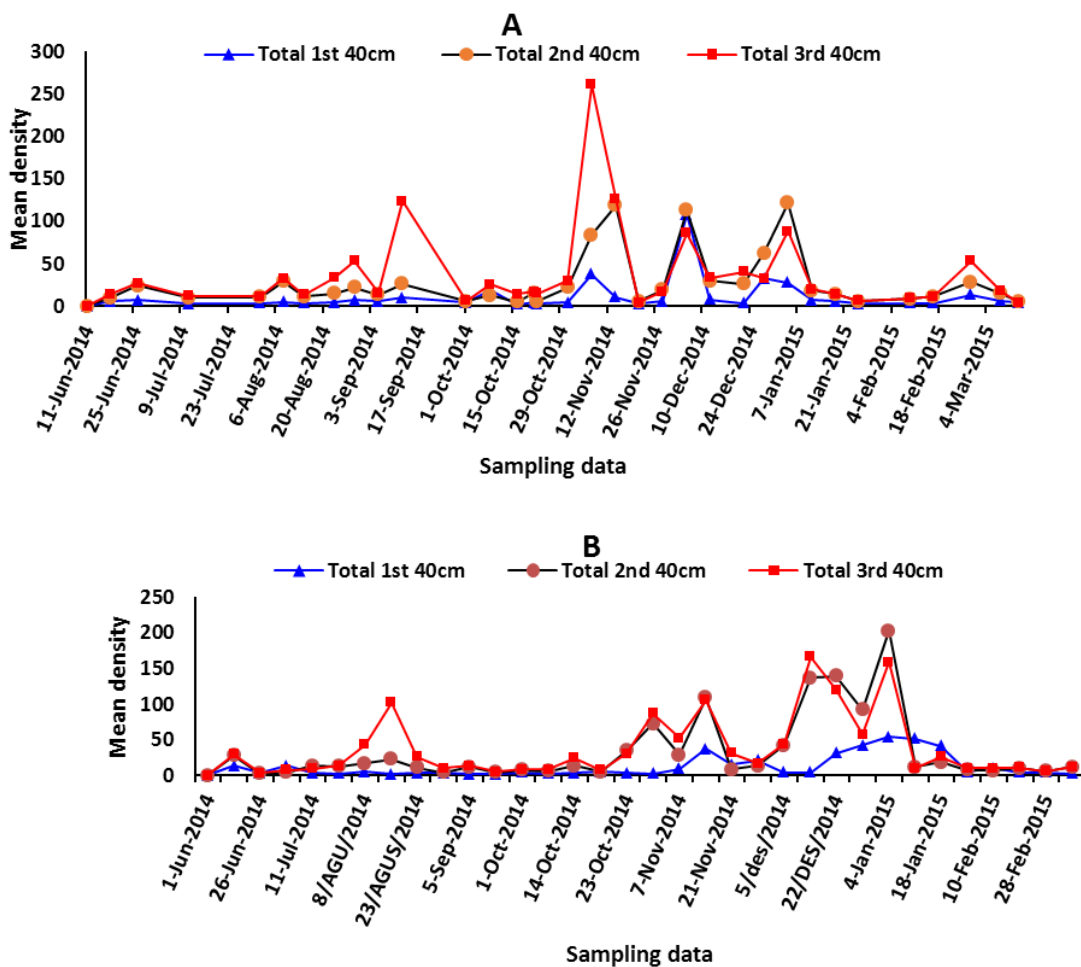 A
Total 1st 40cm Total 2nd 40cm Total 3rd 40cm
300
250
200
150
100
50
0
Mean density
11-Jun-2014
25-Jun-2014
9-Jul-2014
23-Jul-2014
6-Aug-2014
20-Aug-2014
3-Sep-2014
17-Sep-2014
1-Oct-2014
15-Oct-2014
29-Oct-2014
12-Nov-2014
26-Nov-2014
10-Dec-2014
24-Dec-2014
7-Jan-2015
21-Jan-2015
4-Feb-2015
18-Feb-2015
4-Mar-2015
Sampling data
B
Total 1st 40cm Total 2nd 40cm Total 3rd 40cm
250
200
150
100
50
0
Mean density
1-Jun-2014
26-Jun-2014
11-Jul-2014
8/AGU/2014
23/AGUS/2014
5-Sep-2014
1-Oct-2014
14-Oct-2014
23-Oct-2014
7-Nov-2014
21-Nov-2014
5/des/2014
22/DES/2014
4-Jan-2015
18-Jan-2015
10-Feb-2015
28-Feb-2015
Sampling data